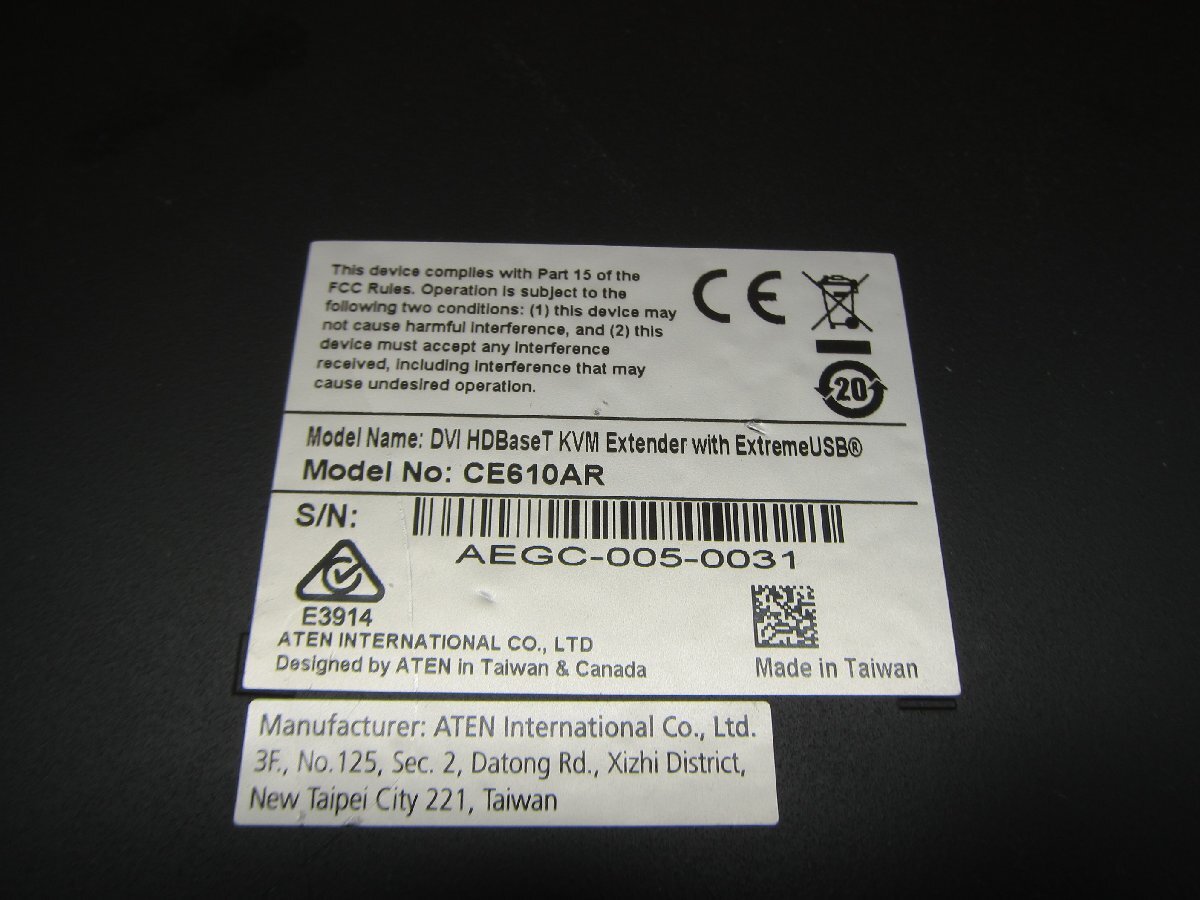 This device complies with Part 15 of the
FCC Rules. Operation is subject to the
following two conditions: (1) this device may
not cause harmful interference, and (2) this
device must accept any interference
received, including interference that may
cause undesired operation.
CE
20
Model Name: DVI HDBaseT KVM Extender with ExtremeUSB®
Model No: CE610AR
S/N:
AEGC-005-0031
E3914
ATEN INTERNATIONAL CO., LTD
Designed by ATEN in Taiwan & Canada
Made in Taiwan
Manufacturer: ATEN International Co., Ltd.
3F., No.125, Sec. 2, Datong Rd., Xizhi District,
New Taipei City 221, Taiwan